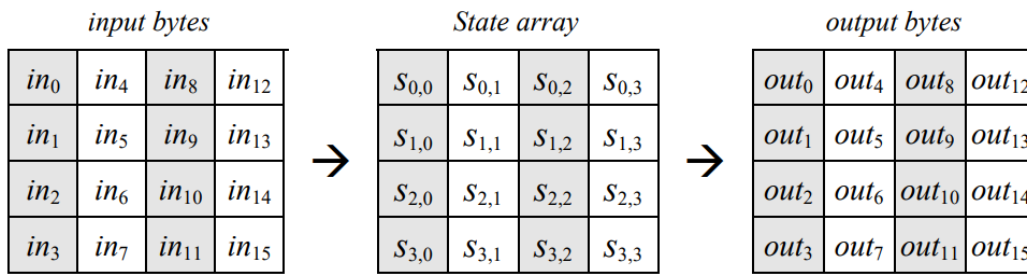 input bytes State array output bytes
in0 in4 in8 in12 s0,0 s0,1 s0,2 s0,3 out0 out4 out8 out12
in1 in5 in9 in13 → s1,0 s1,1 s1,2 s1,3 → out1 out5 out9 out13
in2 in6 in10 in14 s2,0 s2,1 s2,2 s2,3 out2 out6 out10 out14
in3 in7 in11 in15 s3,0 s3,1 s3,2 s3,3 out3 out7 out11 out15